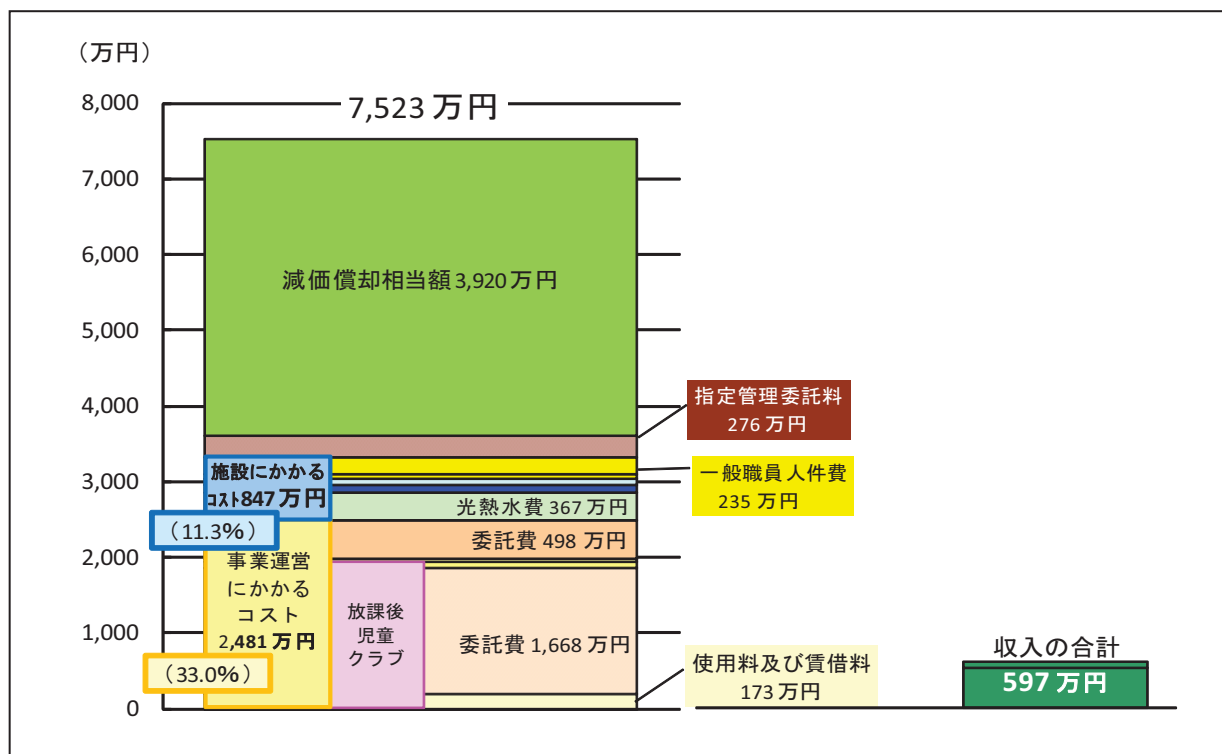 （万円）
8,000
7,523 万円
7,000
6,000
減価償却相当額 3,920 万円
5,000
4,000
指定管理委託料
276 万円
3,000
施設にかかる
コスト847 万円
一般職員人件費
235 万円
光熱水費 367 万円
（11.3%）
委託費 498 万円
2,000
事業運営
にかかる
コスト
2,481 万円
放課後
児童
クラブ
委託費 1,668 万円
1,000
（33.0%）
使用料及び賃借料
173 万円
収入の合計
597 万円
0